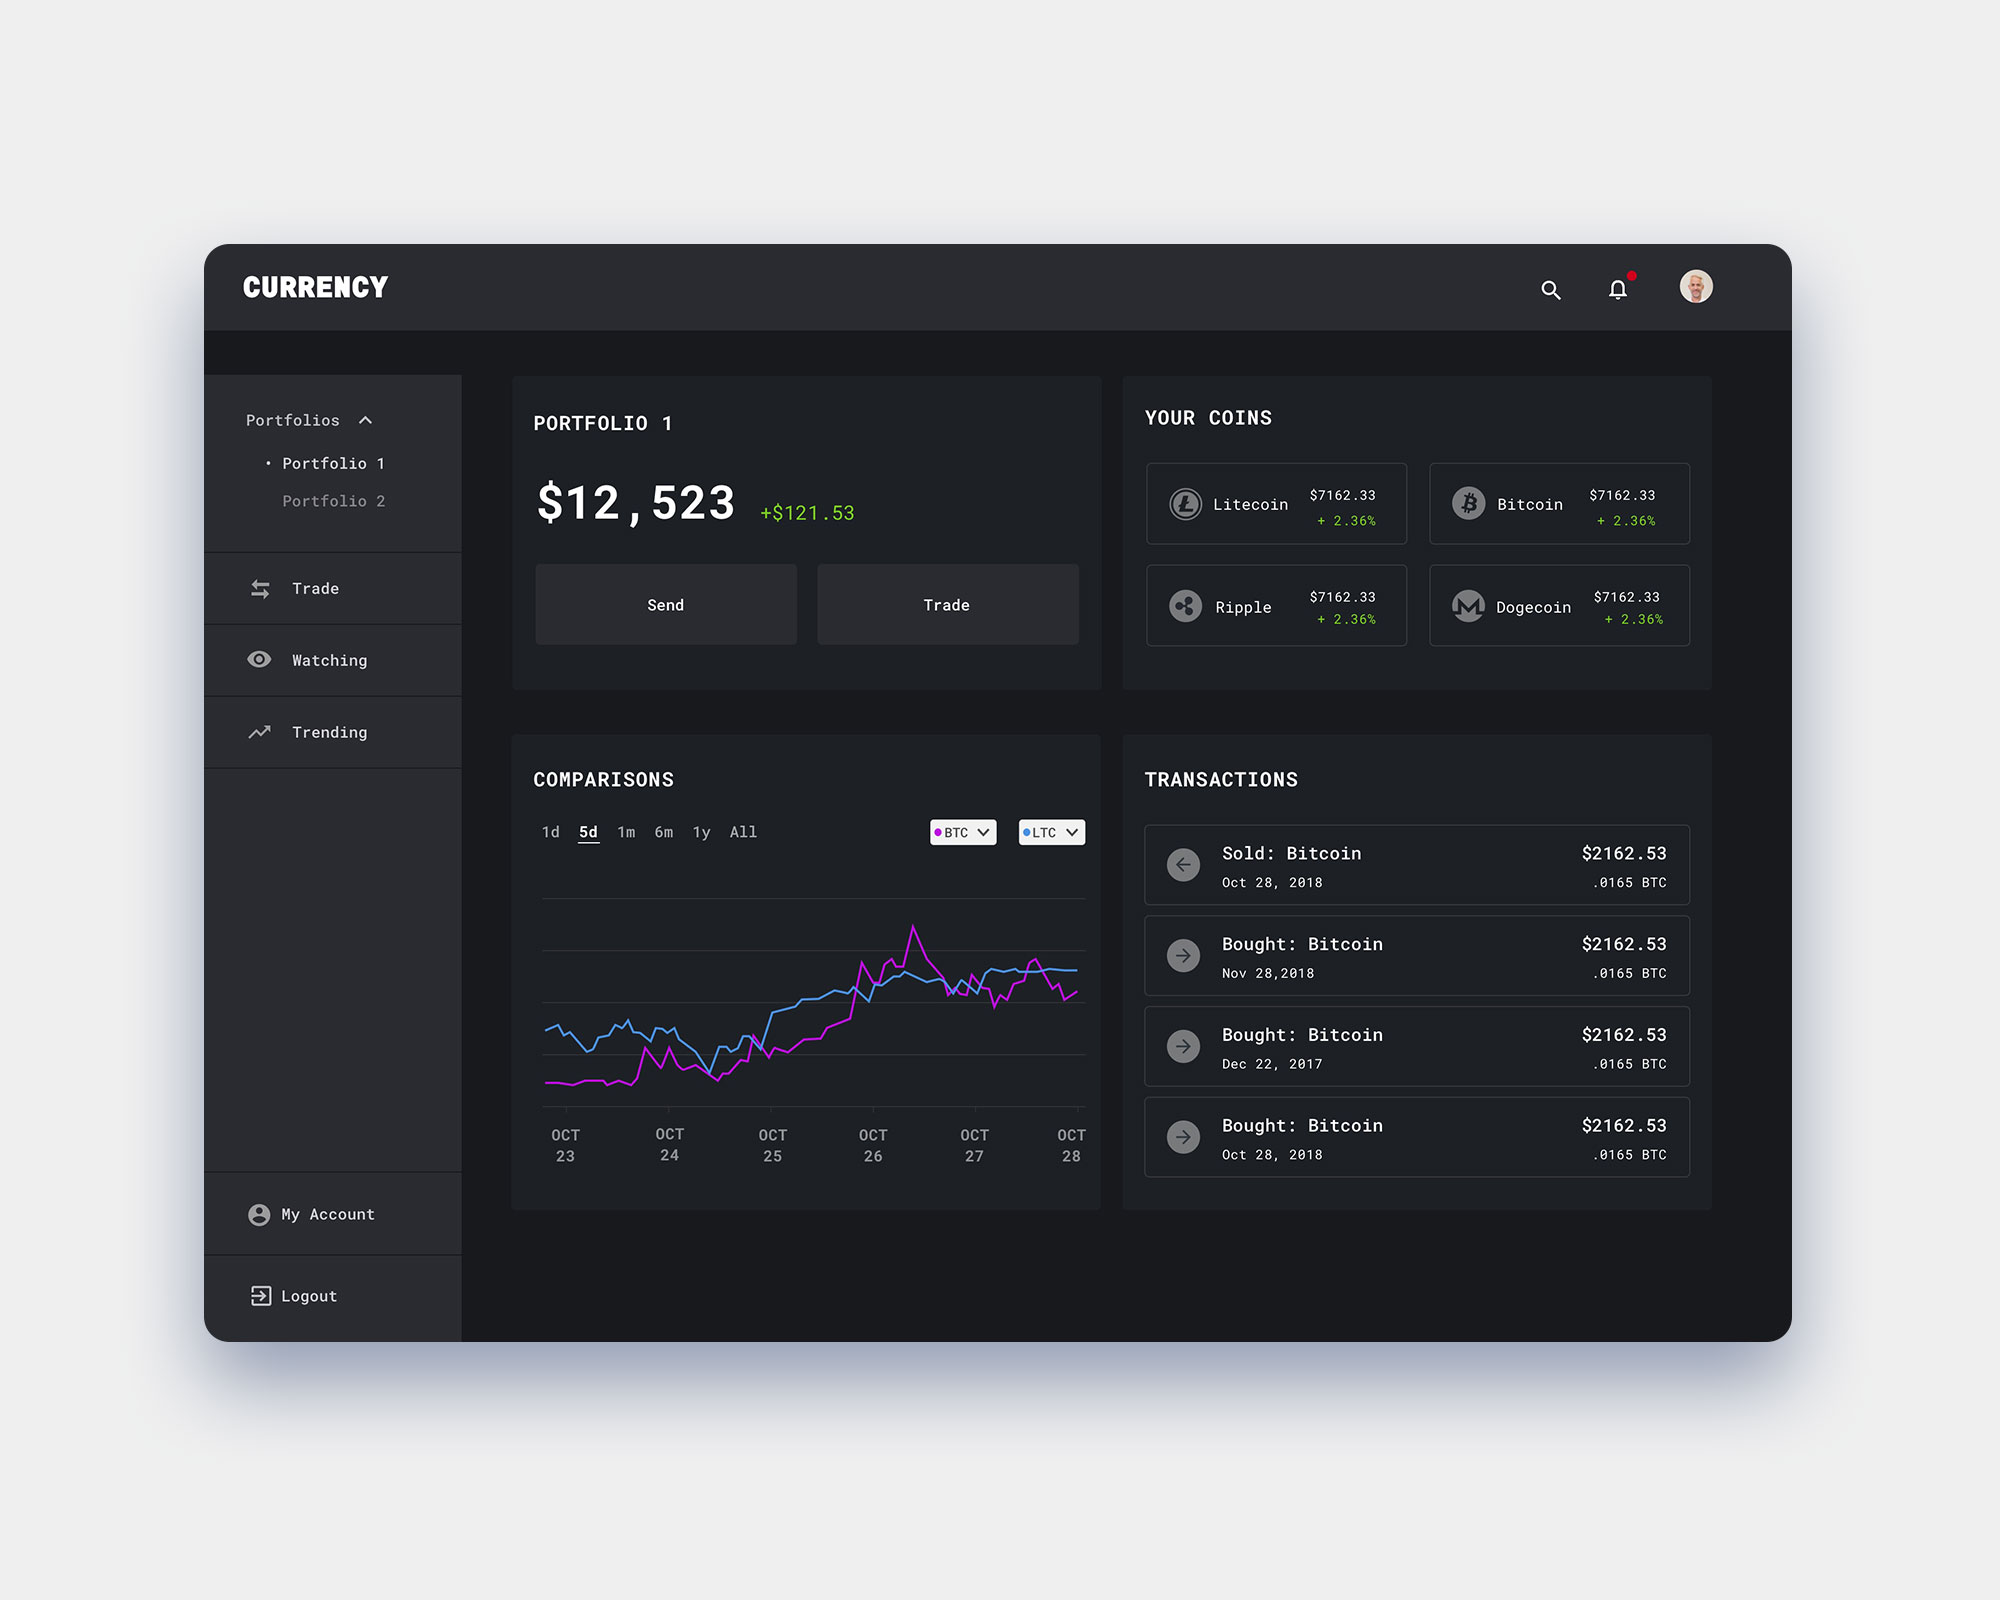 CURRENCY
Portfolios
• Portfolio 1
Portfolio 2
Trade
Watching
Trending
My Account
Logout
PORTFOLIO 1
$12,523 +$121.53
Send Trade
YOUR COINS
Litecoin $7162.33
+ 2.36%
Bitcoin $7162.33
+ 2.36%
Ripple $7162.33
+ 2.36%
Dogecoin $7162.33
+ 2.36%
COMPARISONS
1d 5d 1m 6m 1y All BTC LTC
OCT OCT OCT OCT OCT OCT
23 24 25 26 27 28
TRANSACTIONS
Sold: Bitcoin $2162.53
Oct 28, 2018 .0165 BTC
Bought: Bitcoin $2162.53
Nov 28,2018 .0165 BTC
Bought: Bitcoin $2162.53
Dec 22, 2017 .0165 BTC
Bought: Bitcoin $2162.53
Oct 28, 2018 .0165 BTC